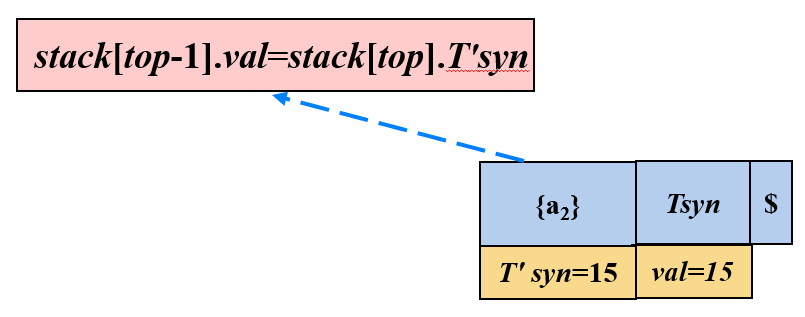 stack[top-1].val=stack[top].T'syn
{a₂} Tsyn $
T' syn=15 val=15